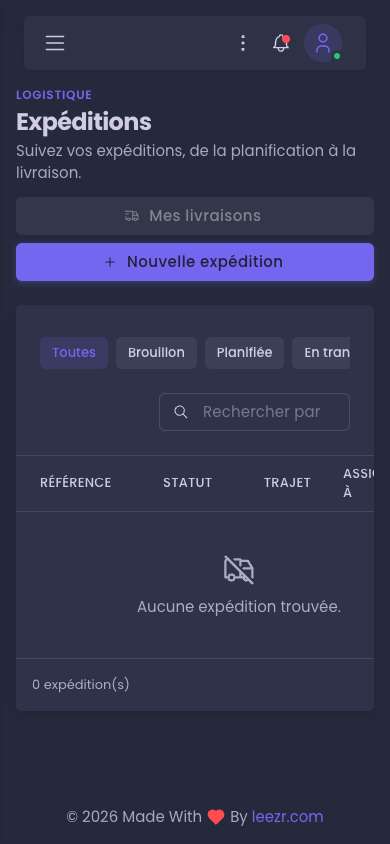 LOGISTIQUE
Expéditions
Suivez vos expéditions, de la planification à la
livraison.
Mes livraisons
Nouvelle expédition
Toutes Brouillon Planifiée En tran
Rechercher par
RÉFÉRENCE STATUT TRAJET ASSIG
À
Aucune expédition trouvée.
0 expédition(s)
© 2026 Made With By leezr.com